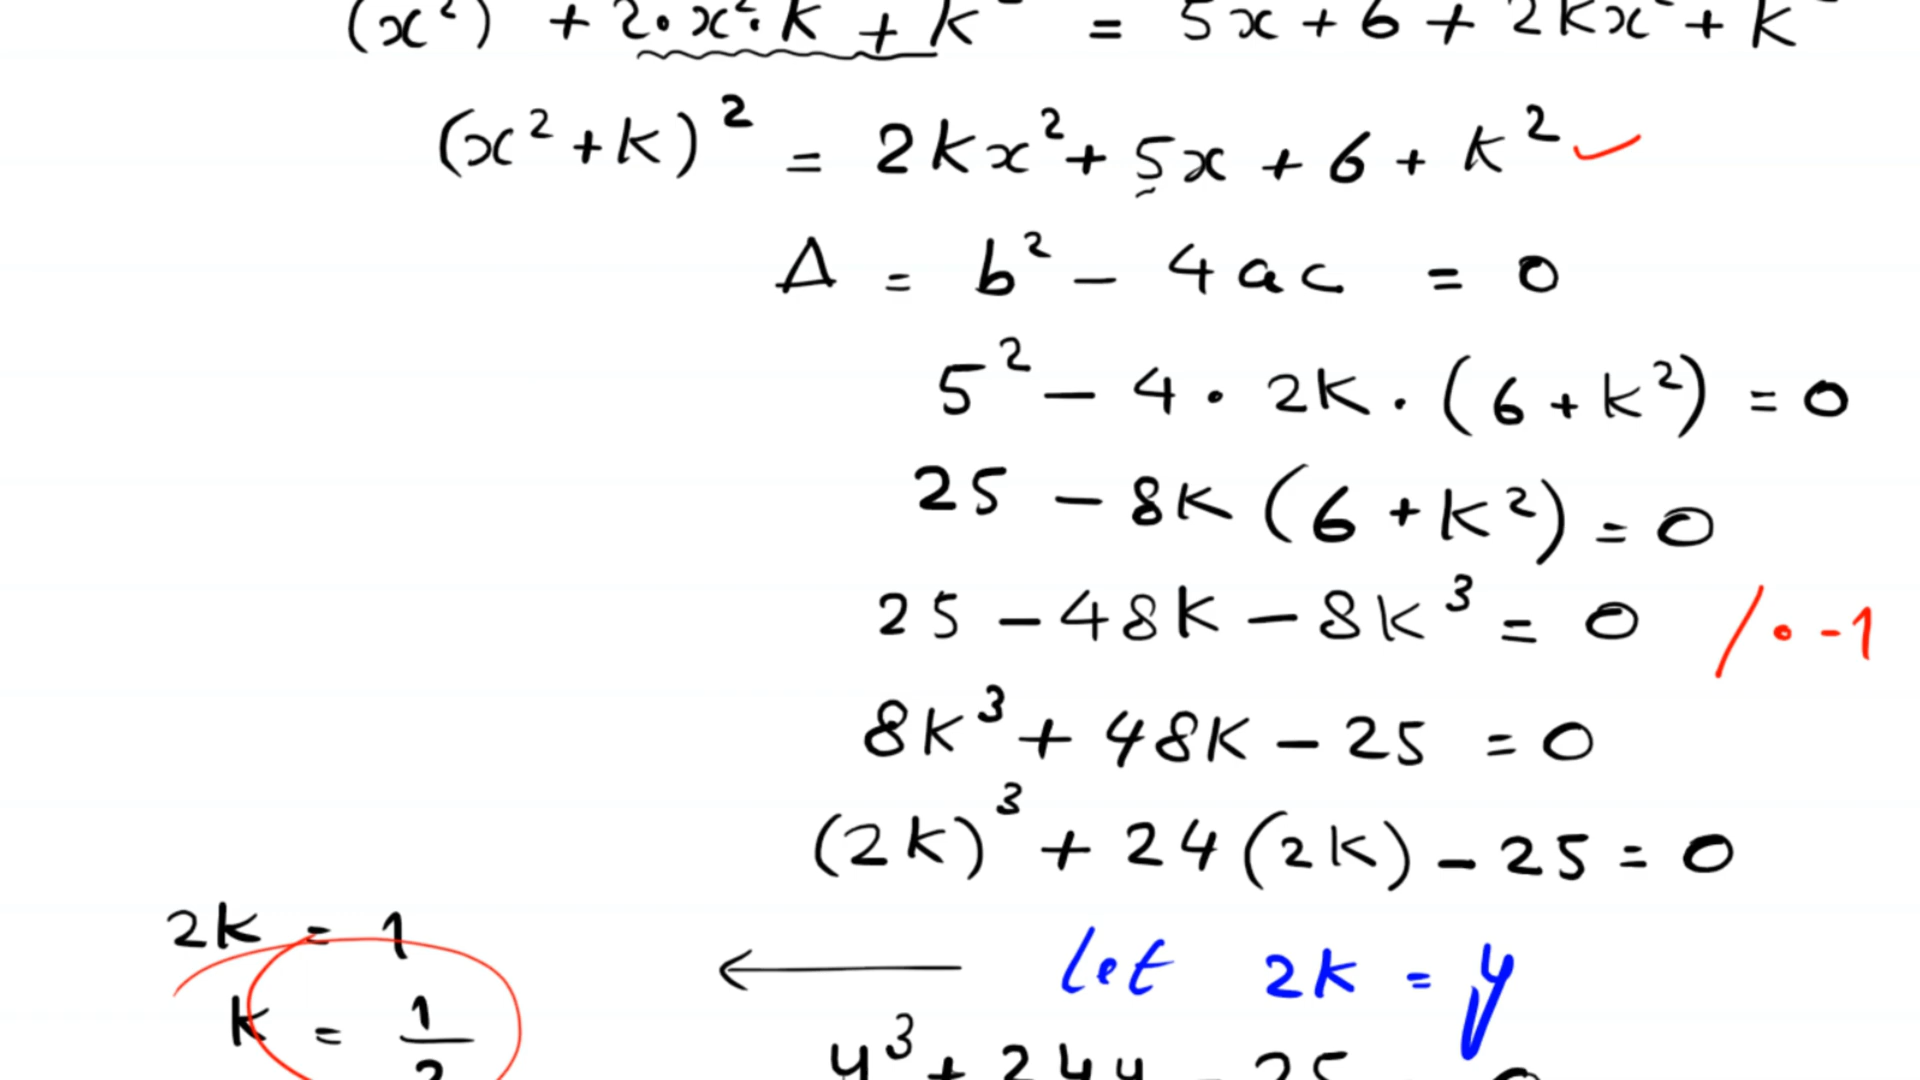 (x²)² + 2·x²·k + k² = 5x + 6 + 2kx² + k²
(x² + k)² = 2kx² + 5x + 6 + k²
Δ = b² - 4ac = 0
5² - 4 · 2k · (6 + k²) = 0
25 - 8k (6 + k²) = 0
25 - 48k - 8k³ = 0 / · -1
8k³ + 48k - 25 = 0
(2k)³ + 24 (2k) - 25 = 0
2k = 1 ← let 2k = y
k = 1/2
y³ + 24y - 25 = 0